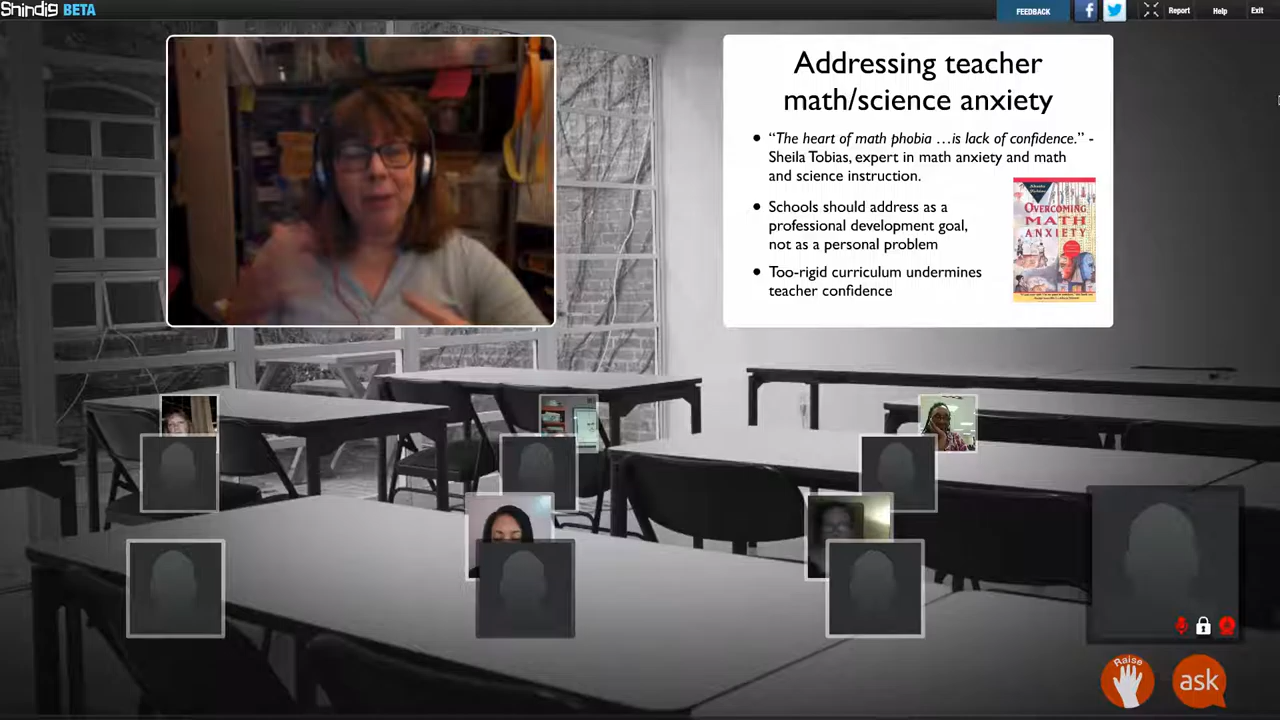 Shindig BETA
FEEDBACK
Report
Help
Exit
Addressing teacher
math/science anxiety
• “The heart of math phobia …is lack of confidence.” -
Sheila Tobias, expert in math anxiety and math
and science instruction.
• Schools should address as a
professional development goal,
not as a personal problem
• Too-rigid curriculum undermines
teacher confidence
OVERCOMING
MATH
ANXIETY
Raise
ask